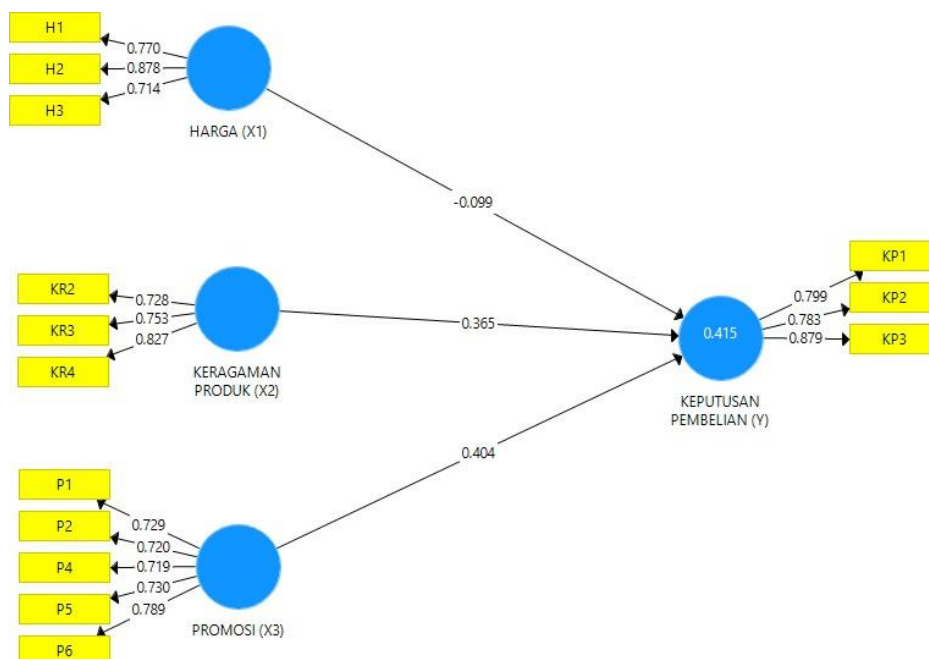 H1
0.770
H2
0.878
H3
0.714
HARGA (X1)
-0.099
KR2
0.728
KR3
0.753
KR4
0.827
KERAGAMAN
PRODUK (X2)
0.365
0.415
KP1
0.799
KP2
0.783
KP3
0.879
KEPUTUSAN
PEMBELIAN (Y)
0.404
P1
0.729
P2
0.720
P4
0.719
P5
0.730
P6
0.789
PROMOSI (X3)